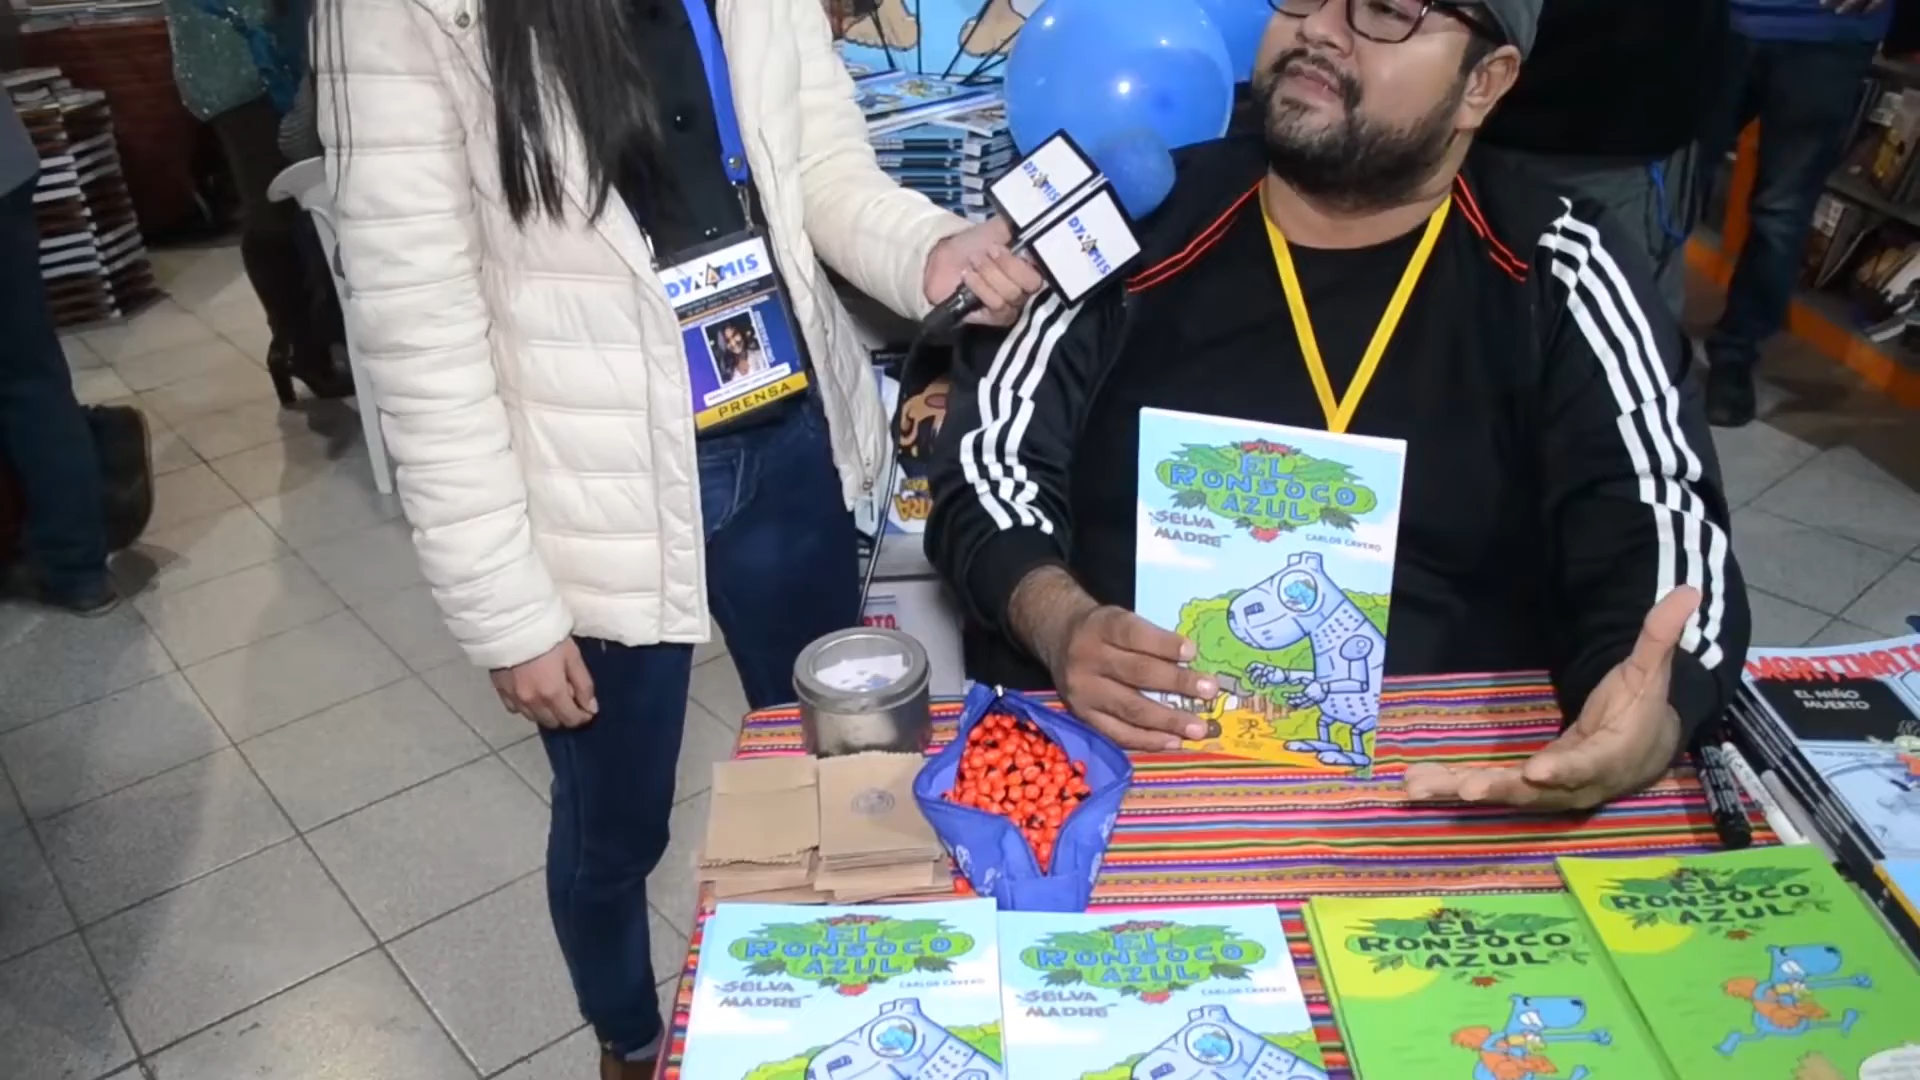 DYNAMIS
DYNAMIS
DYNAMIS
PRENSA
EL
RONSOCO
AZUL
SELVA
MADRE
CARLOS CAVERO
MORTINATO
EL NIÑO
MUERTO
EL
RONSOCO
AZUL
SELVA
MADRE
CARLOS CAVERO
EL
RONSOCO
AZUL
SELVA
MADRE
CARLOS CAVERO
EL
RONSOCO
AZUL
EL
RONSOCO
AZUL